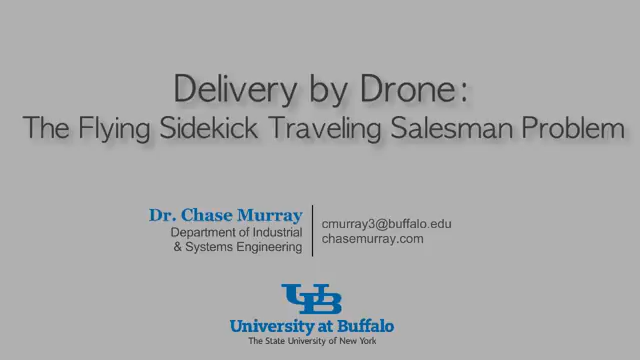 Delivery by Drone:
The Flying Sidekick Traveling Salesman Problem
Dr. Chase Murray
Department of Industrial
& Systems Engineering
cmurray3@buffalo.edu
chasemurray.com
UB
University at Buffalo
The State University of New York